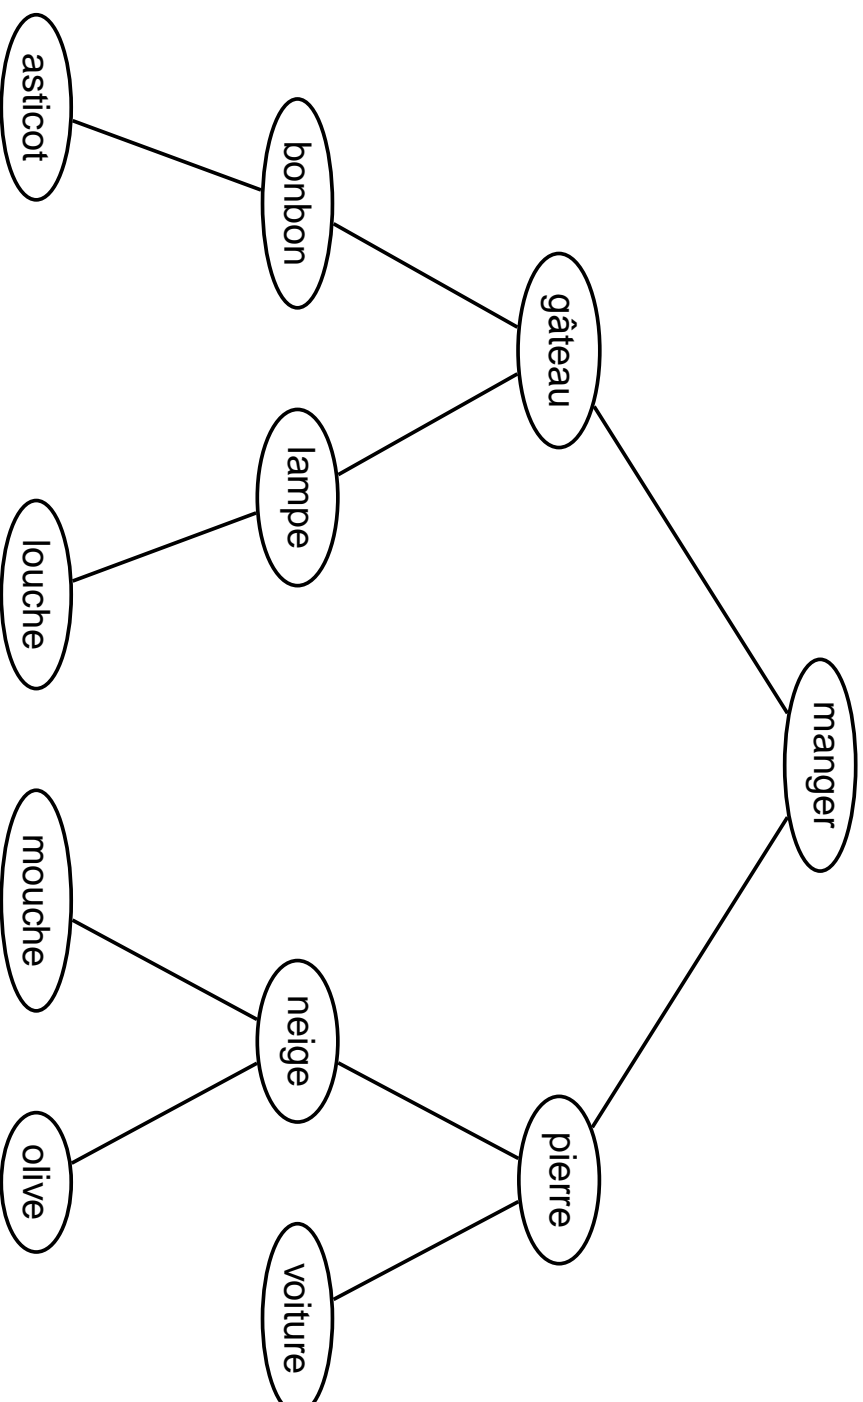 manger
gâteau
pierre
bonbon
lampe
neige
voiture
asticot
louche
mouche
olive